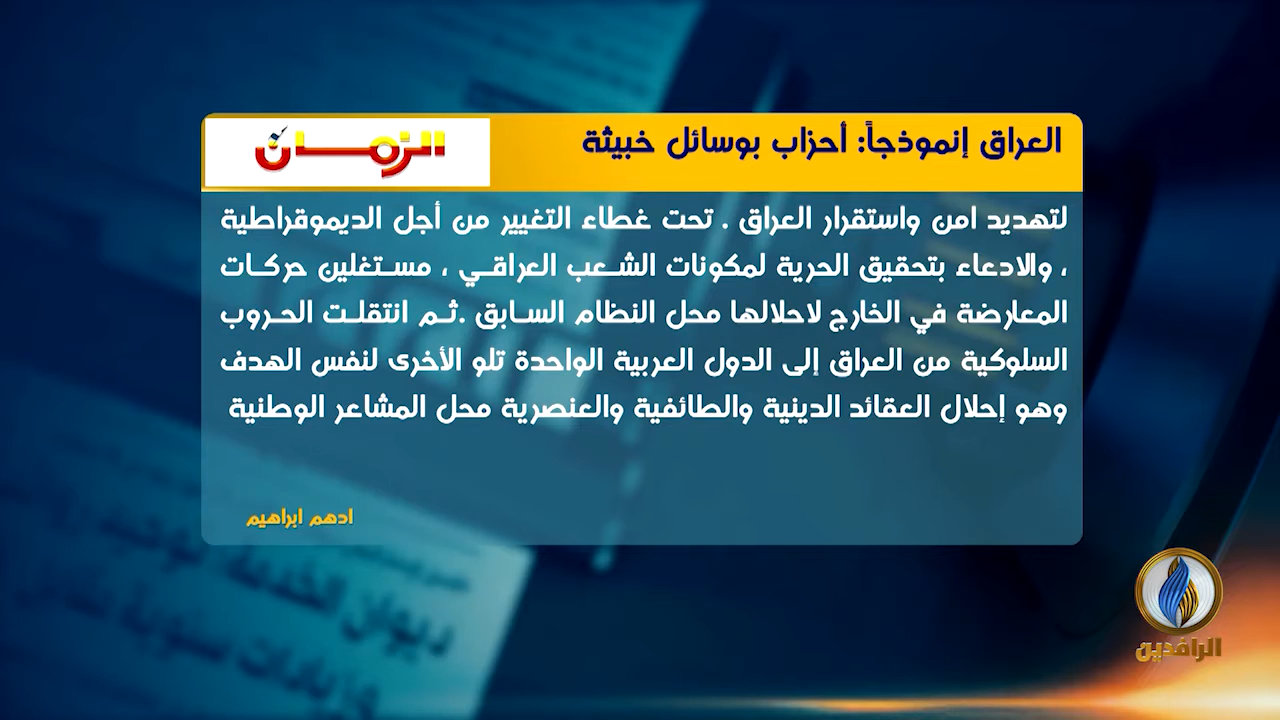 العراق إنموذجاً: أحزاب بوسائل خبيثة
الزمان
لتهديد امن واستقرار العراق . تحت غطاء التغيير من أجل الديموقراطية
، والادعاء بتحقيق الحرية لمكونات الشعب العراقي ، مستغلين حركات
المعارضة في الخارج لاحلالها محل النظام السابق .ثم انتقلت الحروب
السلوكية من العراق إلى الدول العربية الواحدة تلو الأخرى لنفس الهدف
وهو إحلال العقائد الدينية والطائفية والعنصرية محل المشاعر الوطنية
ادهم ابراهيم
ديوان الخدمة
الرافدين